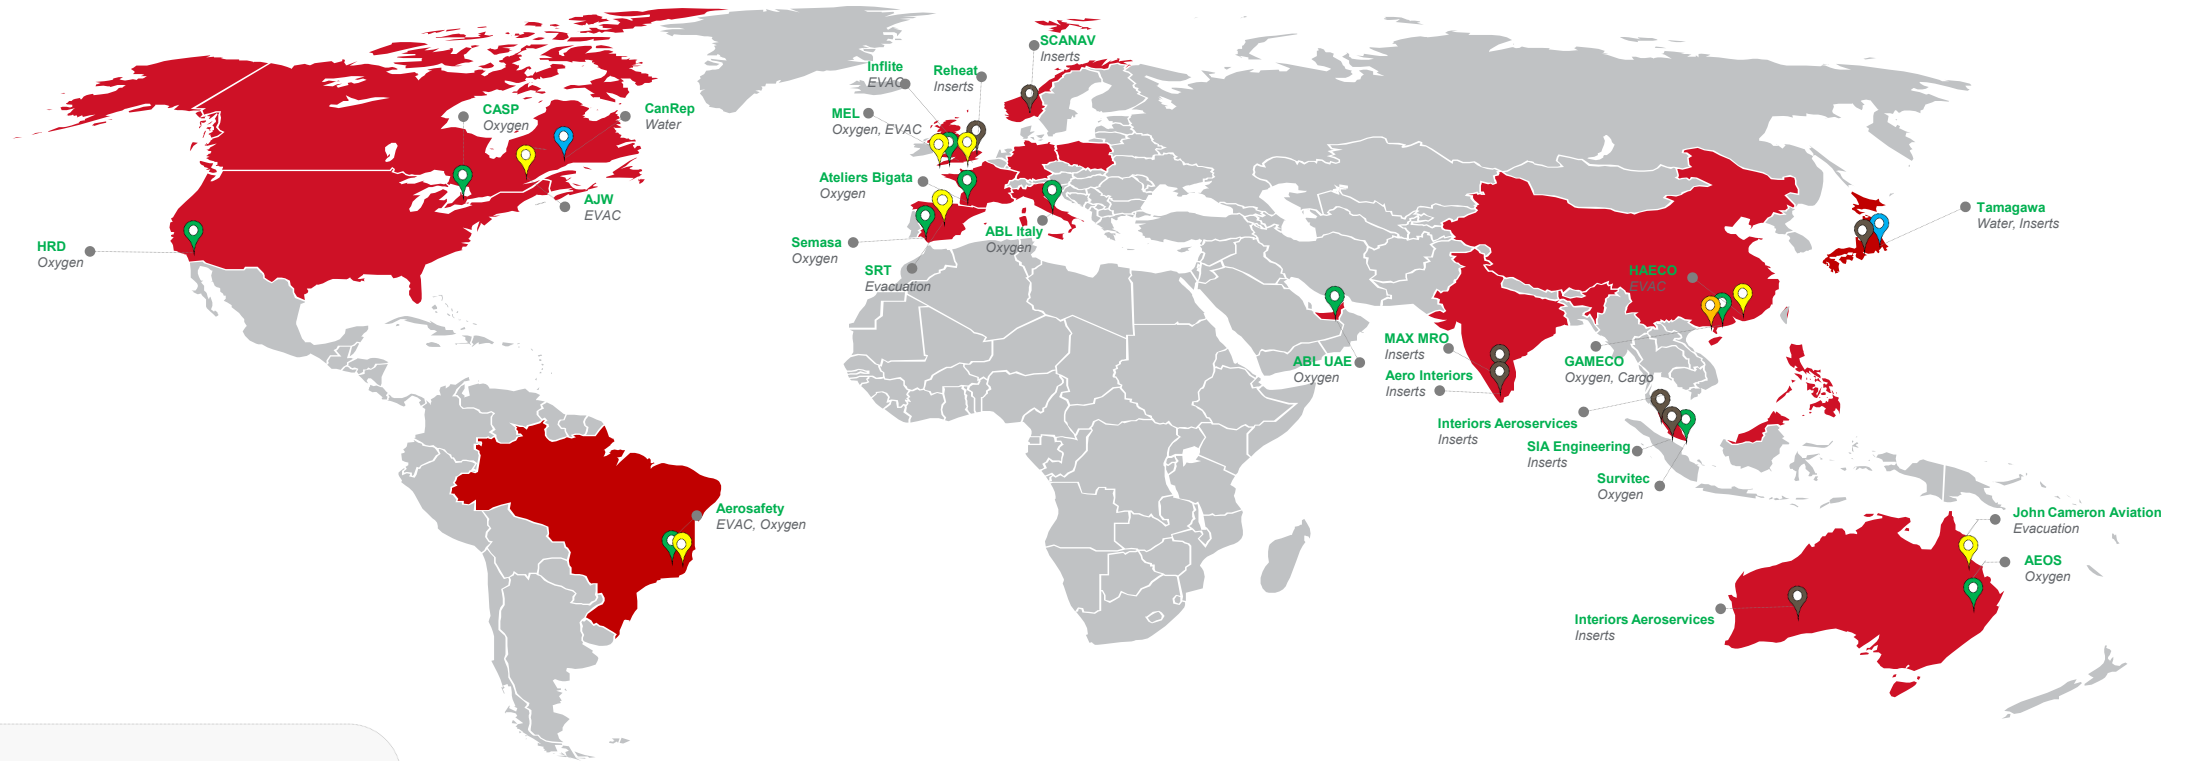 SCANAV
Inserts
Inflite
EVAC
Reheat
Inserts
CASP
Oxygen
CanRep
Water
MEL
Oxygen, EVAC
Ateliers Bigata
Oxygen
AJW
EVAC
Tamagawa
Water, Inserts
HRD
Oxygen
Semasa
Oxygen
ABL Italy
Oxygen
SRT
Evacuation
HAECO
EVAC
MAX MRO
Inserts
ABL UAE
Oxygen
GAMECO
Oxygen, Cargo
Aero Interiors
Inserts
Interiors Aeroservices
Inserts
SIA Engineering
Inserts
Survitec
Oxygen
Aerosafety
EVAC, Oxygen
John Cameron Aviation
Evacuation
AEOS
Oxygen
Interiors Aeroservices
Inserts